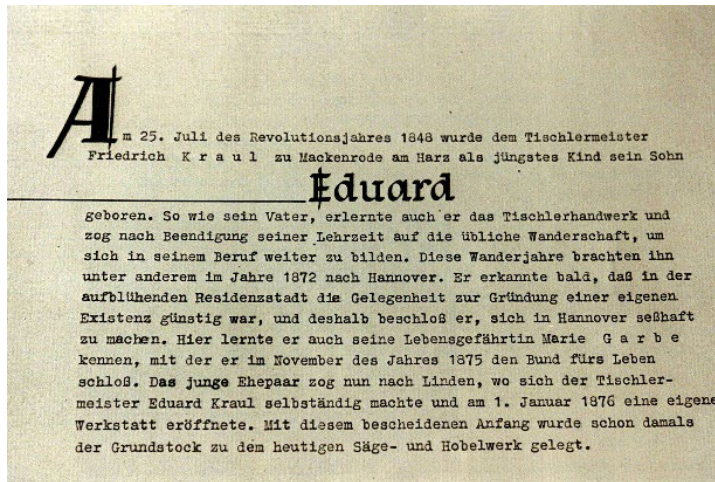 Am 25. Juli des Revolutionsjahres 1848 wurde dem Tischlermeister
Friedrich K r a u l zu Mackenrode am Harz als jüngstes Kind sein Sohn
Eduard
geboren. So wie sein Vater, erlernte auch er das Tischlerhandwerk und
zog nach Beendigung seiner Lehrzeit auf die übliche Wanderschaft, um
sich in seinem Beruf weiter zu bilden. Diese Wanderjahre brachten ihn
unter anderem im Jahre 1872 nach Hannover. Er erkannte bald, daß in der
aufblühenden Residenzstadt die Gelegenheit zur Gründung einer eigenen
Existenz günstig war, und deshalb beschloß er, sich in Hannover seßhaft
zu machen. Hier lernte er auch seine Lebensgefährtin Marie G a r b e
kennen, mit der er im November des Jahres 1875 den Bund fürs Leben
schloß. Das junge Ehepaar zog nun nach Linden, wo sich der Tischler-
meister Eduard Kraul selbständig machte und am 1. Januar 1876 eine eigene
Werkstatt eröffnete. Mit diesem bescheidenen Anfang wurde schon damals
der Grundstock zu dem heutigen Säge- und Hobelwerk gelegt.